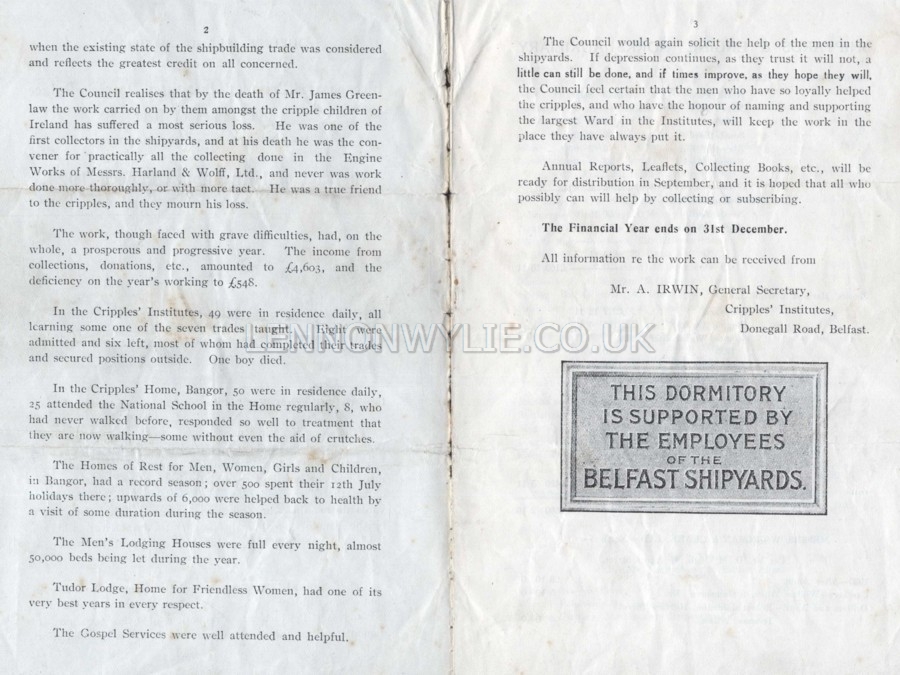 2
when the existing state of the shipbuilding trade was considered
and reflects the greatest credit on all concerned.
The Council realises that by the death of Mr. James Green-
law the work carried on by them amongst the cripple children of
Ireland has suffered a most serious loss. He was one of the
first collectors in the shipyards, and at his death he was the con-
vener for practically all the collecting done in the Engine
Works of Messrs. Harland & Wolff, Ltd., and never was work
done more thoroughly, or with more tact. He was a true friend
to the cripples, and they mourn his loss.
The work, though faced with grave difficulties, had, on the
whole, a prosperous and progressive year. The income from
collections, donations, etc., amounted to £4,603, and the
deficiency on the year's working to £548.
In the Cripples' Institutes, 49 were in residence daily, all
learning some one of the seven trades taught. Eight were
admitted and six left, most of whom had completed their trades
and secured positions outside. One boy died.
In the Cripples' Home, Bangor, 50 were in residence daily,
25 attended the National School in the Home regularly, 8, who
had never walked before, responded so well to treatment that
they are now walking—some without even the aid of crutches.
The Homes of Rest for Men, Women, Girls and Children,
in Bangor, had a record season; over 500 spent their 12th July
holidays there; upwards of 6,000 were helped back to health by
a visit of some duration during the season.
The Men's Lodging Houses were full every night, almost
50,000 beds being let during the year.
Tudor Lodge, Home for Friendless Women, had one of its
very best years in every respect.
The Gospel Services were well attended and helpful.
3
The Council would again solicit the help of the men in the
shipyards. If depression continues, as they trust it will not, a
little can still be done, and if times improve, as they hope they will,
the Council feel certain that the men who have so loyally helped
the cripples, and who have the hopour of naming and supporting
the largest Ward in the Institutes, will keep the work in the
place they have always put it.
Annual Reports, Leaflets, Collecting Books, etc., will be
ready for distribution in September, and it is hoped that all who
possibly can will help by collecting or subscribing.
The Financial Year ends on 31st December.
All information re the work can be received from
Mr. A. IRWIN, General Secretary,
Cripples' Institutes,
Donegall Road, Belfast.
THIS DORMITORY
IS SUPPORTED BY
THE EMPLOYEES
OF THE
BELFAST SHIPYARDS.
LENNONWYLIE.CO.UK